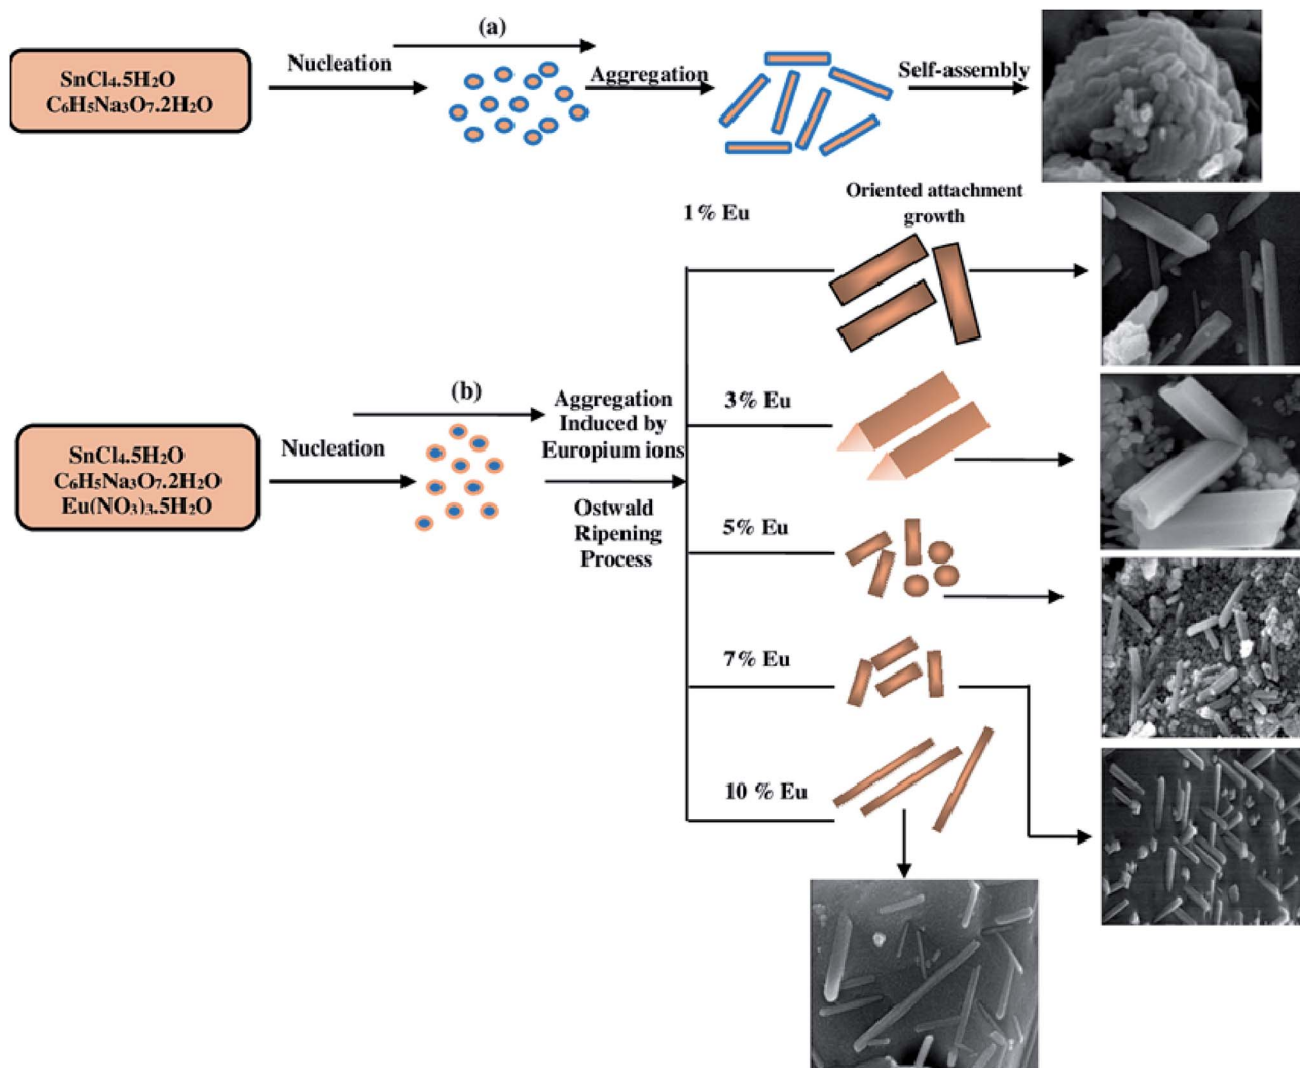 (a)
SnCl₄.5H₂O
C₆H₅Na₃O₇.2H₂O
Nucleation
Aggregation
Self-assembly
1% Eu
Oriented attachment
growth
(b)
SnCl₄.5H₂O
C₆H₅Na₃O₇.2H₂O
Eu(NO₃)₃.5H₂O
Nucleation
Aggregation
Induced by
Europium ions
Ostwald
Ripening
Process
3% Eu
5% Eu
7% Eu
10 % Eu